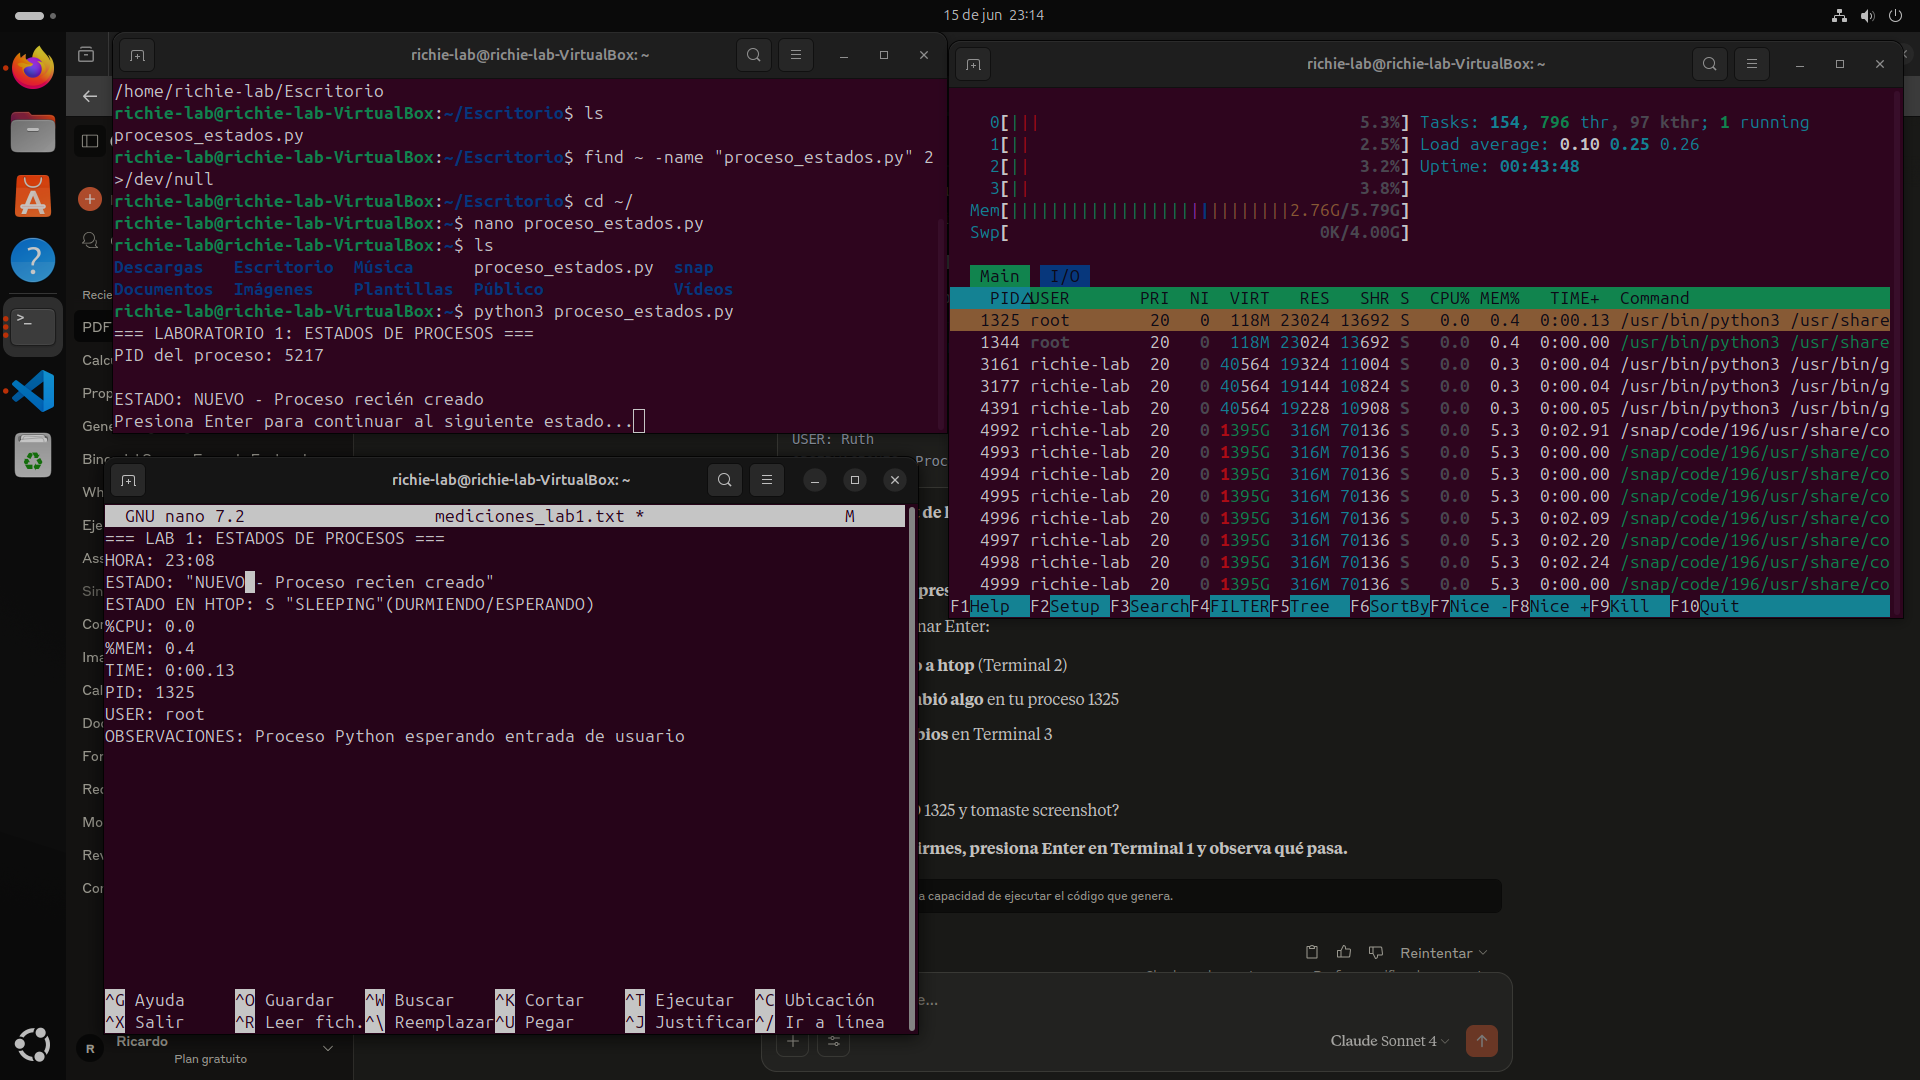 15 de jun 23:14
richie-lab@richie-lab-VirtualBox: ~
/home/richie-lab/Escritorio
richie-lab@richie-lab-VirtualBox:~/Escritorio$ ls
procesos_estados.py
richie-lab@richie-lab-VirtualBox:~/Escritorio$ find ~ -name "proceso_estados.py" 2
>/dev/null
richie-lab@richie-lab-VirtualBox:~/Escritorio$ cd ~/
richie-lab@richie-lab-VirtualBox:~$ nano proceso_estados.py
richie-lab@richie-lab-VirtualBox:~$ ls
Descargas Escritorio Música proceso_estados.py snap
Documentos Imágenes Plantillas Público Vídeos
richie-lab@richie-lab-VirtualBox:~$ python3 proceso_estados.py
=== LABORATORIO 1: ESTADOS DE PROCESOS ===
PID del proceso: 5217
ESTADO: NUEVO - Proceso recién creado
Presiona Enter para continuar al siguiente estado...
richie-lab@richie-lab-VirtualBox: ~
0[||| 5.3%] Tasks: 154, 796 thr, 97 kthr; 1 running
1[|| 2.5%] Load average: 0.10 0.25 0.26
2[|| 3.2%] Uptime: 00:43:48
3[|| 3.8%]
Mem[||||||||||||||||||||||||||||2.76G/5.79G]
Swp[ 0K/4.00G]
Main I/O
PID△USER PRI NI VIRT RES SHR S CPU% MEM% TIME+ Command
1325 root 20 0 118M 23024 13692 S 0.0 0.4 0:00.13 /usr/bin/python3 /usr/share
1344 root 20 0 118M 23024 13692 S 0.0 0.4 0:00.00 /usr/bin/python3 /usr/share
3161 richie-lab 20 0 40564 19324 11004 S 0.0 0.3 0:00.04 /usr/bin/python3 /usr/bin/g
3177 richie-lab 20 0 40564 19144 10824 S 0.0 0.3 0:00.04 /usr/bin/python3 /usr/bin/g
4391 richie-lab 20 0 40564 19228 10908 S 0.0 0.3 0:00.05 /usr/bin/python3 /usr/bin/g
4992 richie-lab 20 0 1395G 316M 70136 S 0.0 5.3 0:02.91 /snap/code/196/usr/share/co
4993 richie-lab 20 0 1395G 316M 70136 S 0.0 5.3 0:00.00 /snap/code/196/usr/share/co
4994 richie-lab 20 0 1395G 316M 70136 S 0.0 5.3 0:00.00 /snap/code/196/usr/share/co
4995 richie-lab 20 0 1395G 316M 70136 S 0.0 5.3 0:00.00 /snap/code/196/usr/share/co
4996 richie-lab 20 0 1395G 316M 70136 S 0.0 5.3 0:02.09 /snap/code/196/usr/share/co
4997 richie-lab 20 0 1395G 316M 70136 S 0.0 5.3 0:02.20 /snap/code/196/usr/share/co
4998 richie-lab 20 0 1395G 316M 70136 S 0.0 5.3 0:02.24 /snap/code/196/usr/share/co
4999 richie-lab 20 0 1395G 316M 70136 S 0.0 5.3 0:00.00 /snap/code/196/usr/share/co
F1Help F2Setup F3Search F4FILTER F5Tree F6SortBy F7Nice - F8Nice + F9Kill F10Quit
richie-lab@richie-lab-VirtualBox: ~
GNU nano 7.2 mediciones_lab1.txt * M
=== LAB 1: ESTADOS DE PROCESOS ===
HORA: 23:08
ESTADO: "NUEVO - Proceso recien creado"
ESTADO EN HTOP: S "SLEEPING"(DURMIENDO/ESPERANDO)
%CPU: 0.0
%MEM: 0.4
TIME: 0:00.13
PID: 1325
USER: root
OBSERVACIONES: Proceso Python esperando entrada de usuario
^G Ayuda ^O Guardar ^W Buscar ^K Cortar ^T Ejecutar ^C Ubicación
^X Salir ^R Leer fich. ^\ Reemplazar ^U Pegar ^J Justificar ^/ Ir a línea
Recie
PDF
Calc
Prop
Gene
Wh
Eje
Ass
Sin
Con
Ima
Cal
Doc
For
Rec
Mo
Rev
Con
USER: Ruth
Proc
de l
pres
nar Enter:
o a htop (Terminal 2)
nbió algo en tu proceso 1325
bios en Terminal 3
1325 y tomaste screenshot?
irmes, presiona Enter en Terminal 1 y observa qué pasa.
a capacidad de ejecutar el código que genera.
Reintentar
e...
Claude Sonnet 4
R
Ricardo
Plan gratuito